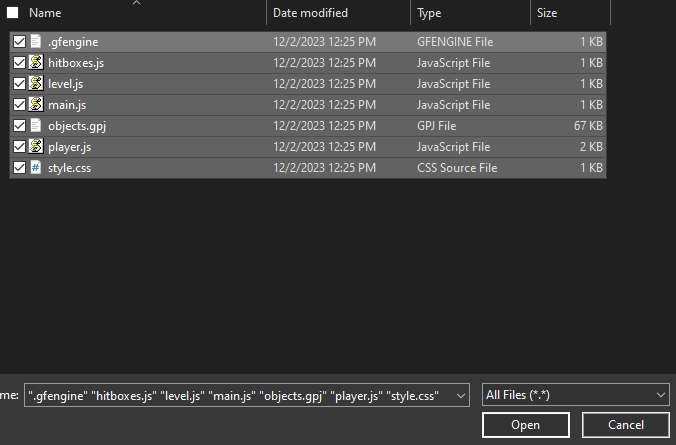 Name Date modified Type Size
.gfengine 12/2/2023 12:25 PM GFENGINE File 1 KB
hitboxes.js 12/2/2023 12:25 PM JavaScript File 1 KB
level.js 12/2/2023 12:25 PM JavaScript File 1 KB
main.js 12/2/2023 12:25 PM JavaScript File 1 KB
objects.gpj 12/2/2023 12:25 PM GPJ File 67 KB
player.js 12/2/2023 12:25 PM JavaScript File 2 KB
style.css 12/2/2023 12:25 PM CSS Source File 1 KB
me: ".gfengine" "hitboxes.js" "level.js" "main.js" "objects.gpj" "player.js" "style.css" All Files (*.*)
Open Cancel